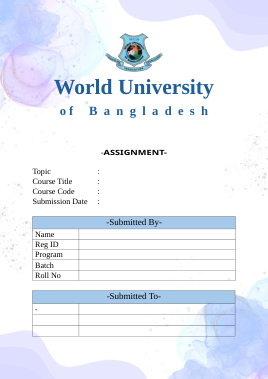 World University
of Bangladesh
-ASSIGNMENT-
Topic :
Course Title :
Course Code :
Submission Date :
-Submitted By-
Name
Reg ID
Program
Batch
Roll No
-Submitted To-
-